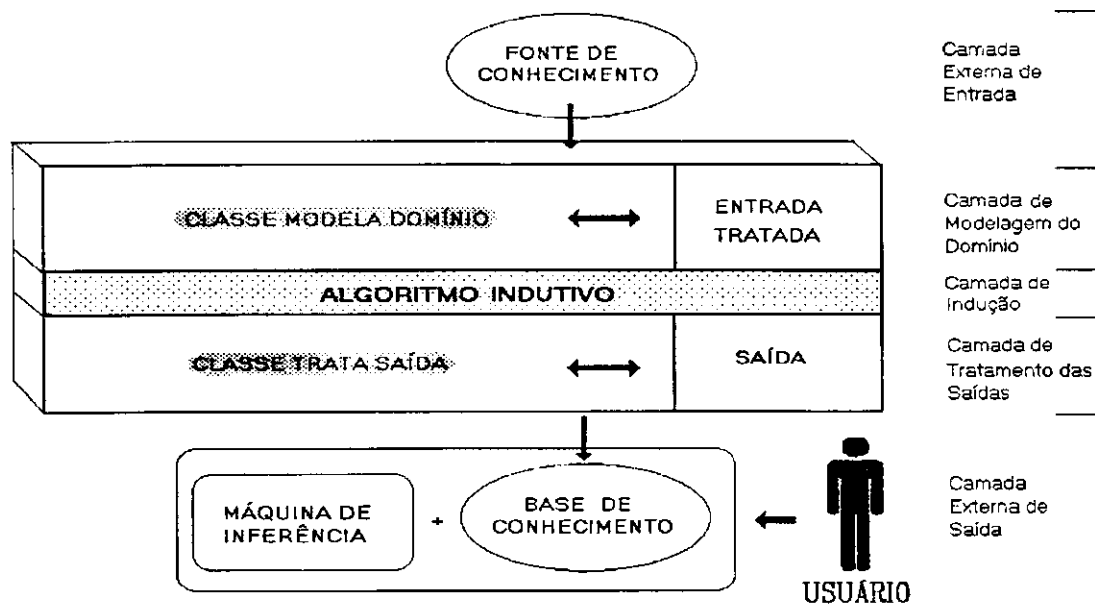 FONTE DE
CONHECIMENTO
Camada
Externa de
Entrada
CLASSE MODELA DOMÍNIO
ENTRADA
TRATADA
Camada de
Modelagem do
Domínio
ALGORITMO INDUTIVO
Camada de
Indução
CLASSE TRATA SAÍDA
SAÍDA
Camada de
Tratamento das
Saídas
MÁQUINA DE
INFERÊNCIA
+
BASE DE
CONHECIMENTO
USUÁRIO
Camada
Externa de
Saída